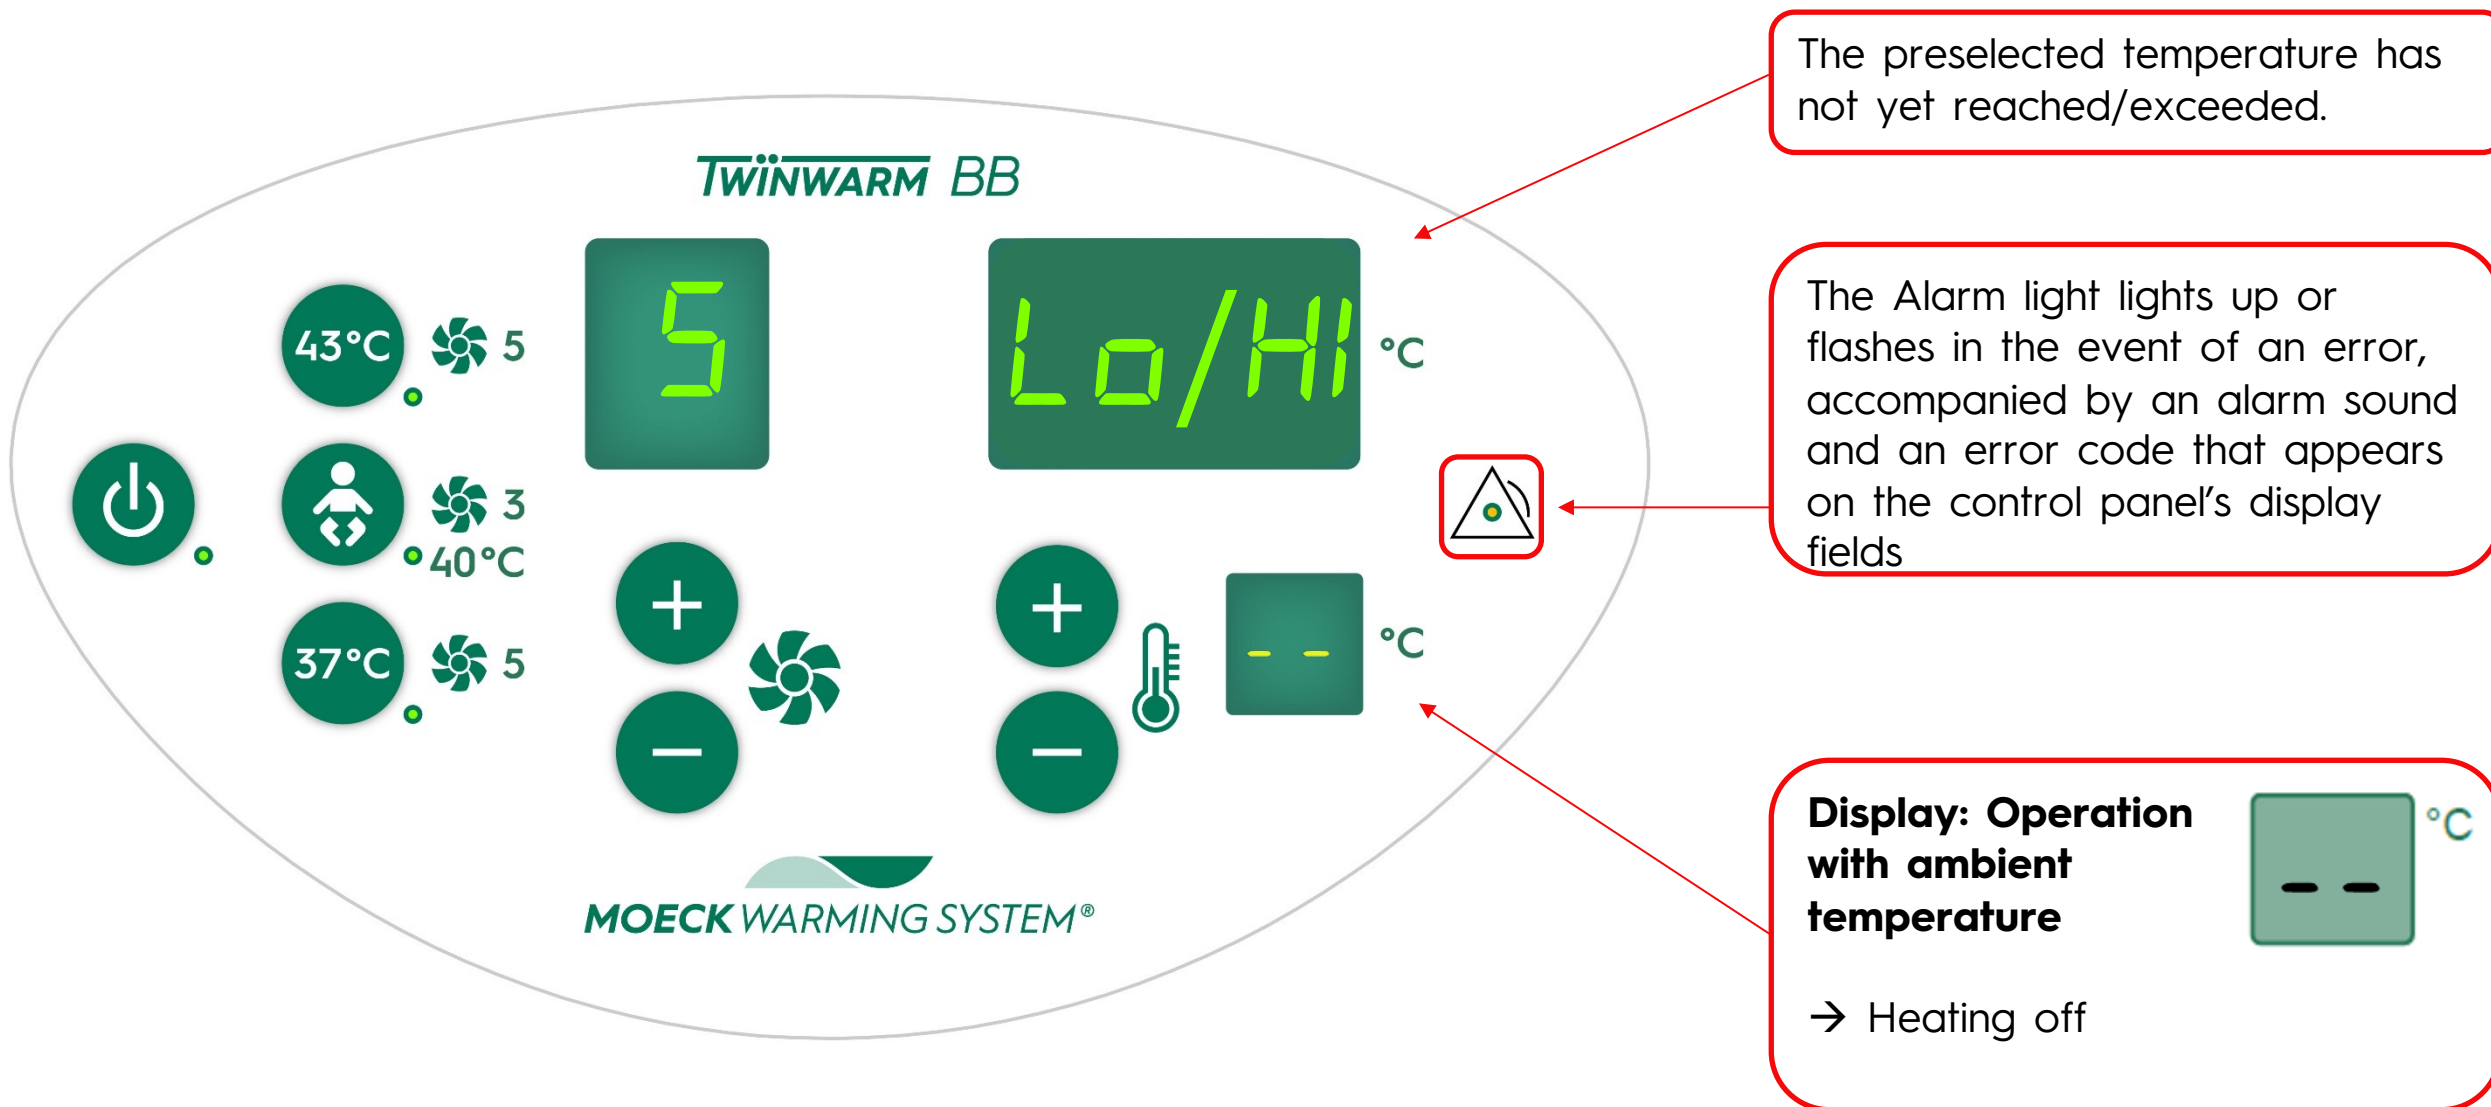 The preselected temperature has
not yet reached/exceeded.
TWÏNWARM BB
5
Lo/HI
°C
43°C
5
The Alarm light lights up or
flashes in the event of an error,
accompanied by an alarm sound
and an error code that appears
on the control panel's display
fields
3
40°C
+
+
37°C
5
- -
°C
−
−
Display: Operation
with ambient
temperature
°C
- -
→ Heating off
MOECK WARMING SYSTEM®